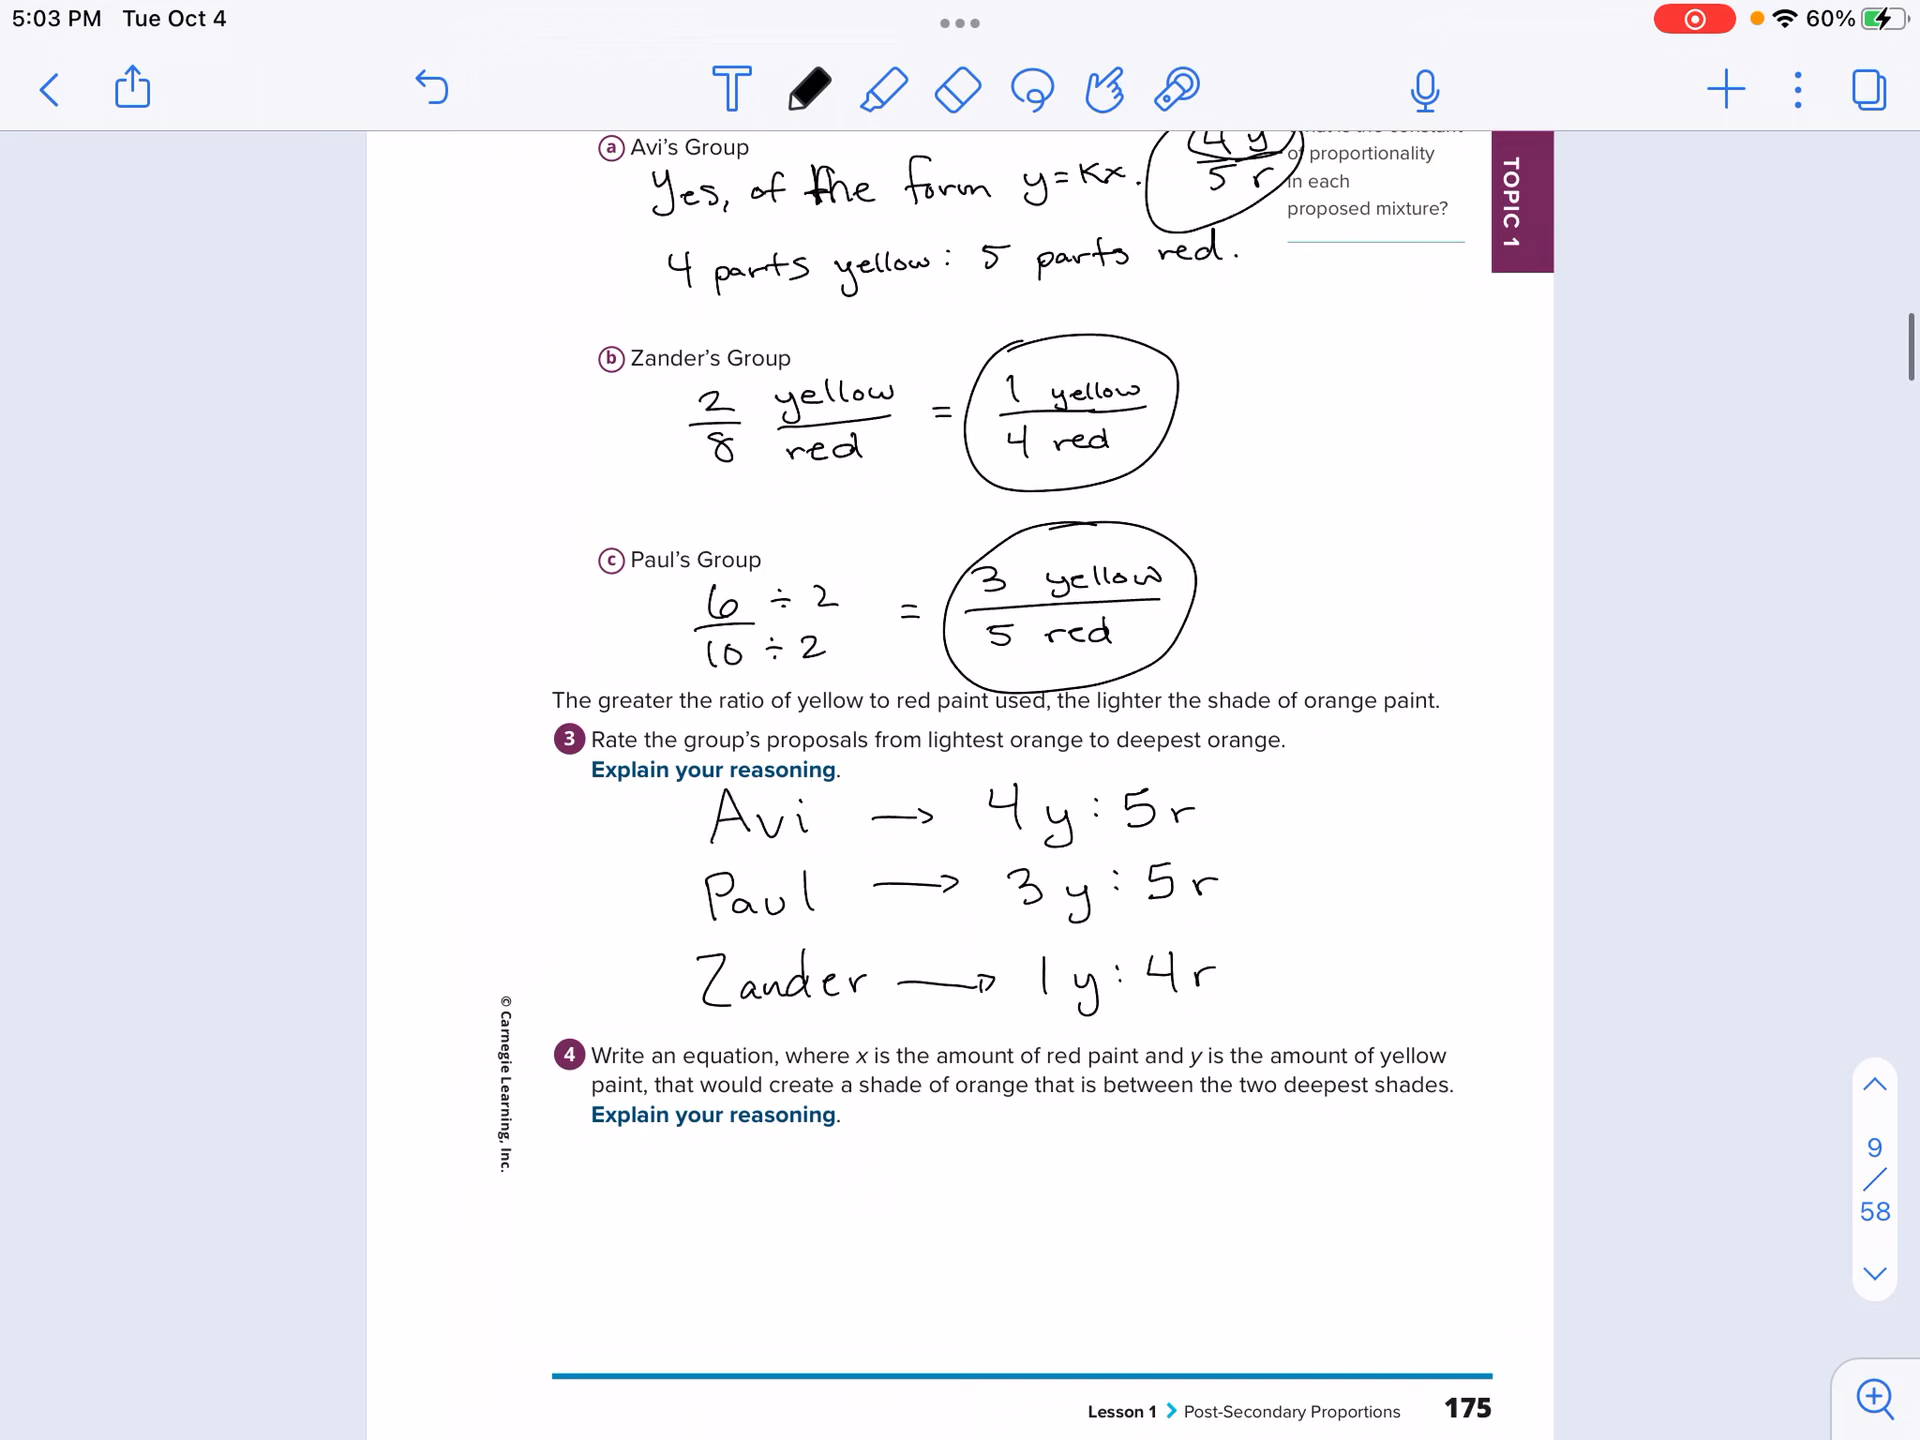 5:03 PM Tue Oct 4
60%
a Avi's Group
Yes, of the form y=Kx.
4 y
5 r
of proportionality
in each
proposed mixture?
TOPIC 1
4 parts yellow: 5 parts red.
b Zander's Group
2 yellow = 1 yellow
8 red 4 red
c Paul's Group
6 ÷ 2 = 3 yellow
10 ÷ 2 5 red
The greater the ratio of yellow to red paint used, the lighter the shade of orange paint.
3 Rate the group's proposals from lightest orange to deepest orange.
Explain your reasoning.
Avi → 4y: 5r
Paul → 3y: 5r
Zander → 1y: 4r
4 Write an equation, where x is the amount of red paint and y is the amount of yellow
paint, that would create a shade of orange that is between the two deepest shades.
Explain your reasoning.
© Carnegie Learning, Inc.
9
/
58
Lesson 1 > Post-Secondary Proportions 175